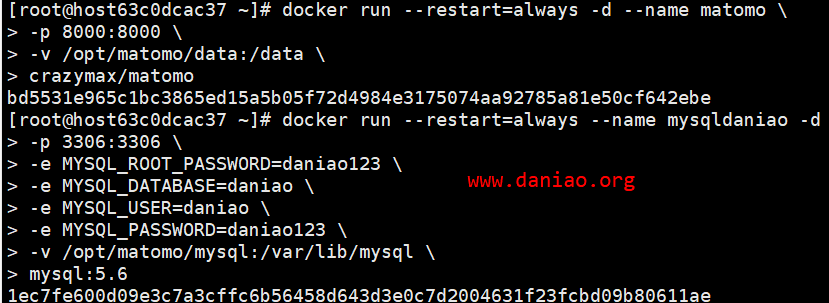 [root@host63c0dcac37 ~]# docker run --restart=always -d --name matomo \
> -p 8000:8000 \
> -v /opt/matomo/data:/data \
> crazymax/matomo
bd5531e965c1bc3865ed15a5b05f72d4984e3175074aa92785a81e50cf642ebe
[root@host63c0dcac37 ~]# docker run --restart=always --name mysqldaniao -d
> -p 3306:3306 \
> -e MYSQL_ROOT_PASSWORD=daniao123 \
> -e MYSQL_DATABASE=daniao \
www.daniao.org
> -e MYSQL_USER=daniao \
> -e MYSQL_PASSWORD=daniao123 \
> -v /opt/matomo/mysql:/var/lib/mysql \
> mysql:5.6
1ec7fe600d09e3c7a3cffc6b56458d643d3e0c7d2004631f23fcbd09b80611ae